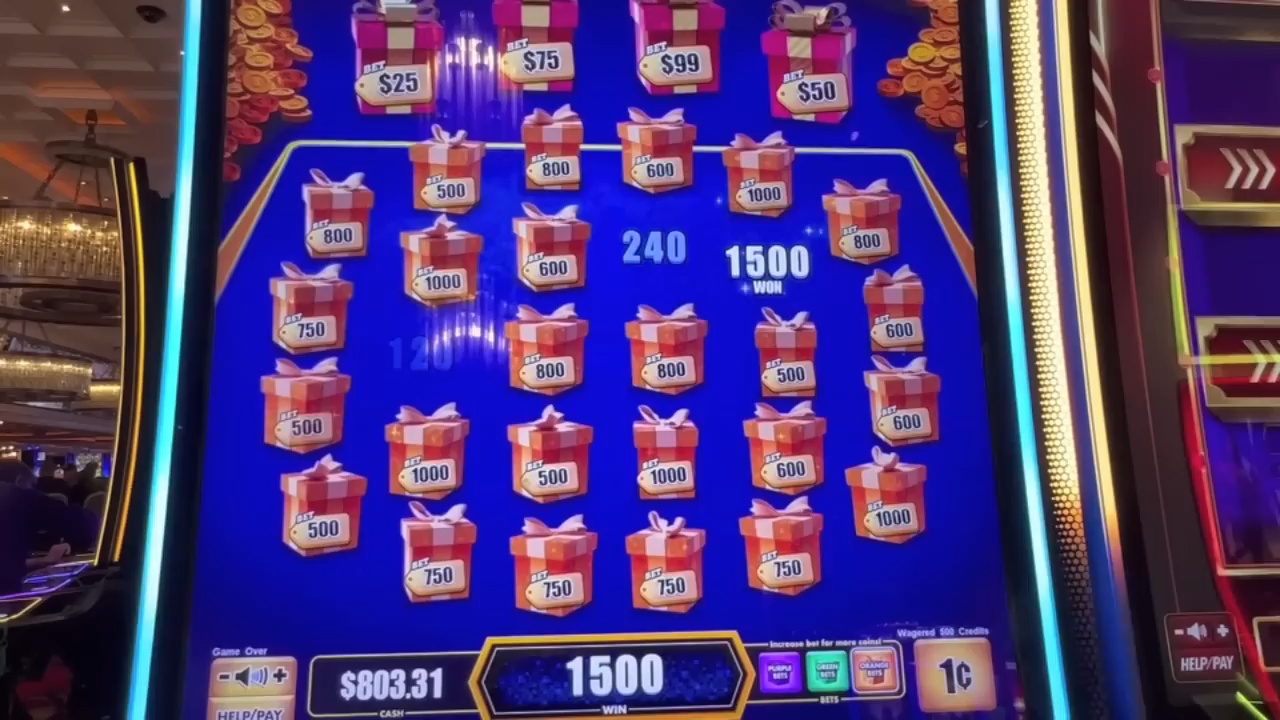 BET $25
BET $75
BET $99
BET $50
BET 800
BET 500
BET 800
BET 600
BET 1000
BET 800
BET 1000
BET 600
240
1500
WON
BET 750
120
BET 800
BET 800
BET 500
BET 600
BET 500
BET 1000
BET 500
BET 1000
BET 600
BET 600
BET 500
BET 750
BET 750
BET 750
BET 750
BET 1000
Game Over
- +
HELP/PAY
$803.31
CASH
1500
WIN
Increase bet for more coins!
PURPLE BETS
GREEN BETS
ORANGE BETS
BETS
Wagered 500 Credits
1¢
- +
HELP/PAY